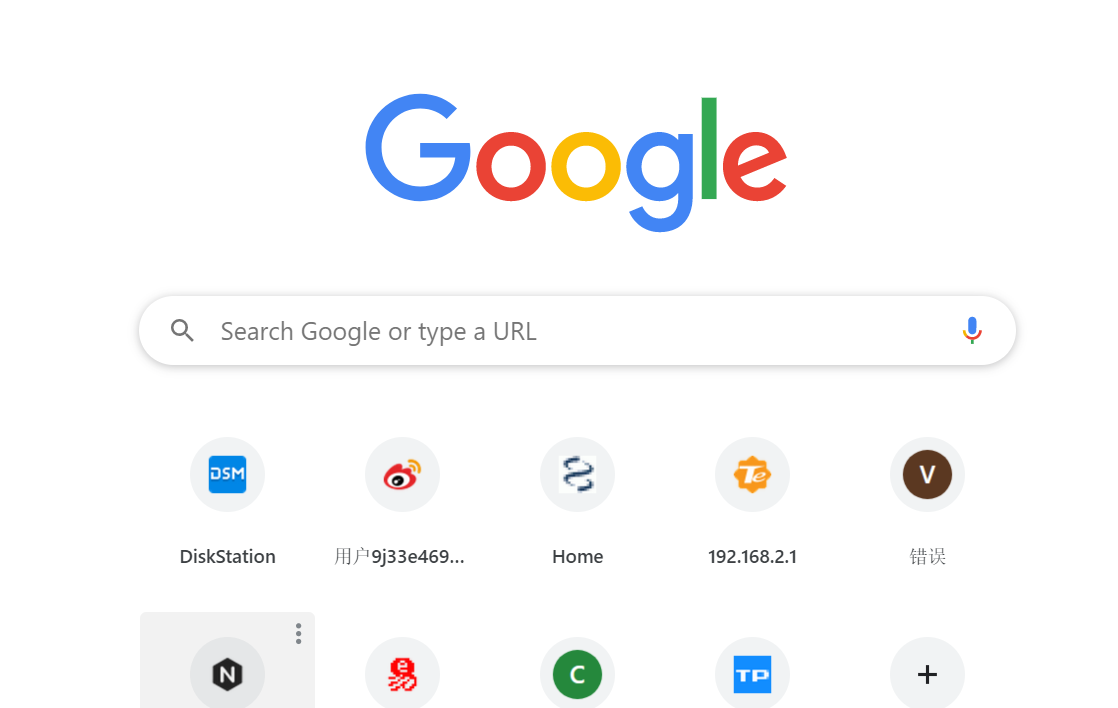 Google
Search Google or type a URL
DSM
Te
V
DiskStation
用户9j33e469...
Home
192.168.2.1
错误
N
e
C
TP